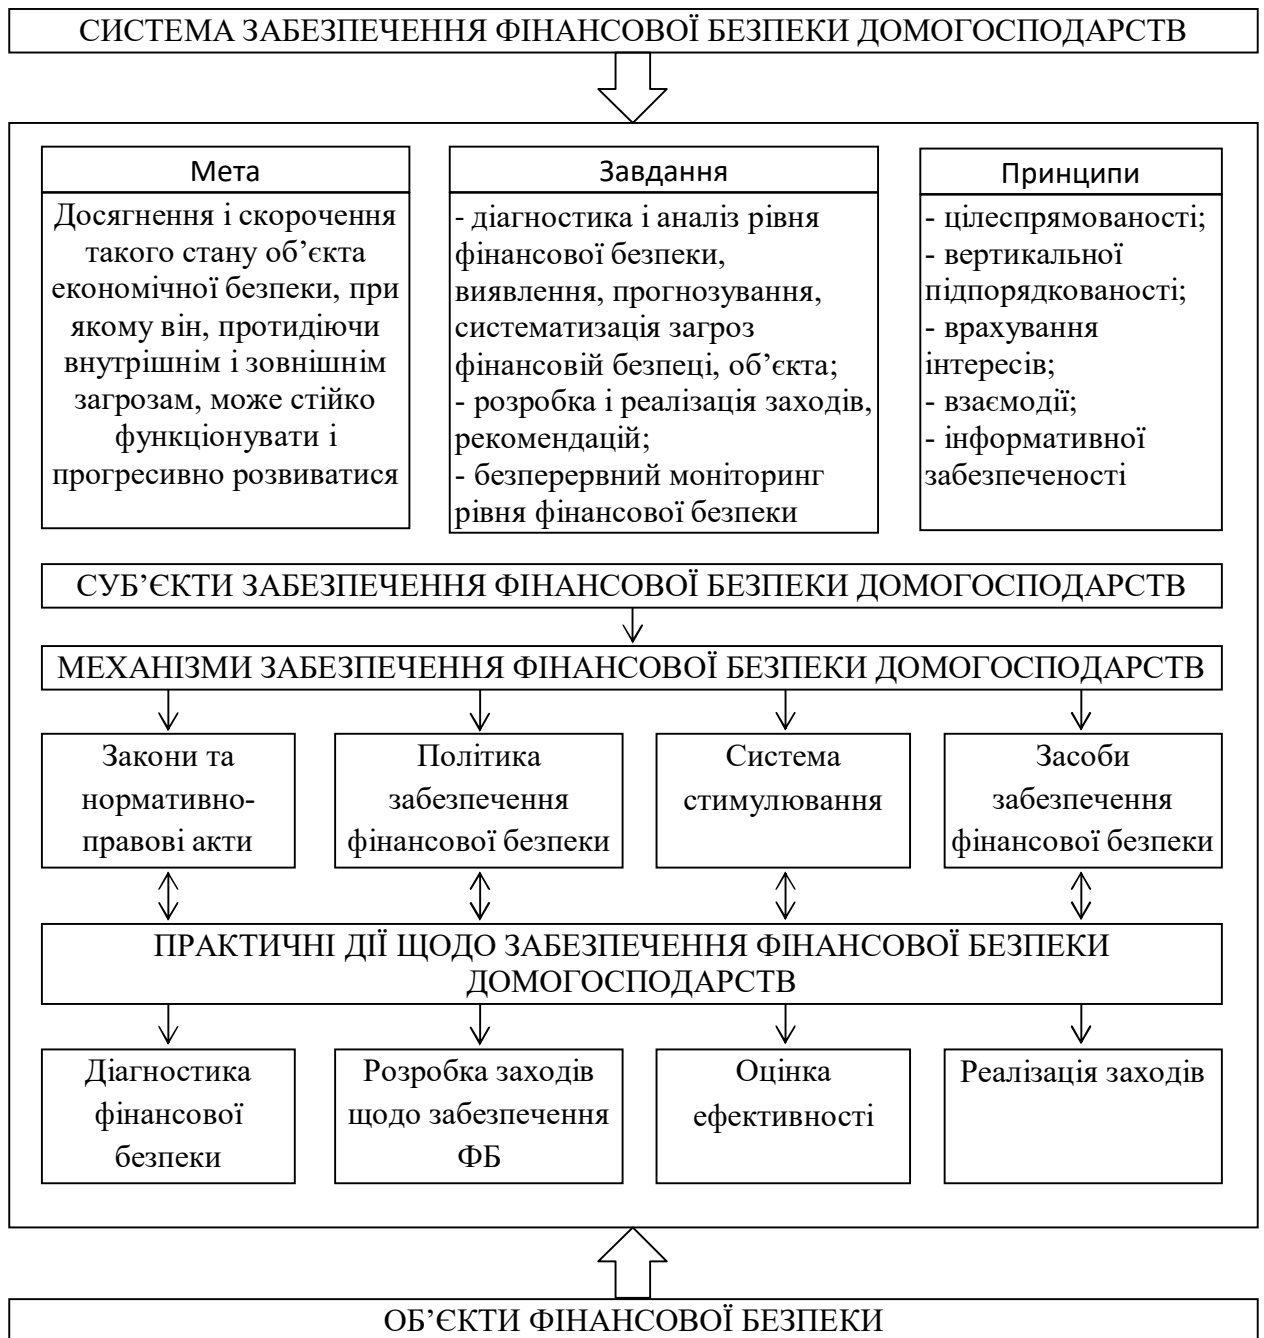 СИСТЕМА ЗАБЕЗПЕЧЕННЯ ФІНАНСОВОЇ БЕЗПЕКИ ДОМОГОСПОДАРСТВ
Мета
Досягнення і скорочення
такого стану об’єкта
економічної безпеки, при
якому він, протидіючи
внутрішнім і зовнішнім
загрозам, може стійко
функціонувати і
прогресивно розвиватися
Завдання
- діагностика і аналіз рівня
фінансової безпеки,
виявлення, прогнозування,
систематизація загроз
фінансовій безпеці, об’єкта;
- розробка і реалізація заходів,
рекомендацій;
- безперервний моніторинг
рівня фінансової безпеки
Принципи
- цілеспрямованості;
- вертикальної
підпорядкованості;
- врахування
інтересів;
- взаємодії;
- інформативної
забезпеченості
СУБ’ЄКТИ ЗАБЕЗПЕЧЕННЯ ФІНАНСОВОЇ БЕЗПЕКИ ДОМОГОСПОДАРСТВ
МЕХАНІЗМИ ЗАБЕЗПЕЧЕННЯ ФІНАНСОВОЇ БЕЗПЕКИ ДОМОГОСПОДАРСТВ
Закони та
нормативно-
правові акти
Політика
забезпечення
фінансової безпеки
Система
стимулювання
Засоби
забезпечення
фінансової безпеки
ПРАКТИЧНІ ДІЇ ЩОДО ЗАБЕЗПЕЧЕННЯ ФІНАНСОВОЇ БЕЗПЕКИ
ДОМОГОСПОДАРСТВ
Діагностика
фінансової
безпеки
Розробка заходів
щодо забезпечення
ФБ
Оцінка
ефективності
Реалізація заходів
ОБ’ЄКТИ ФІНАНСОВОЇ БЕЗПЕКИ